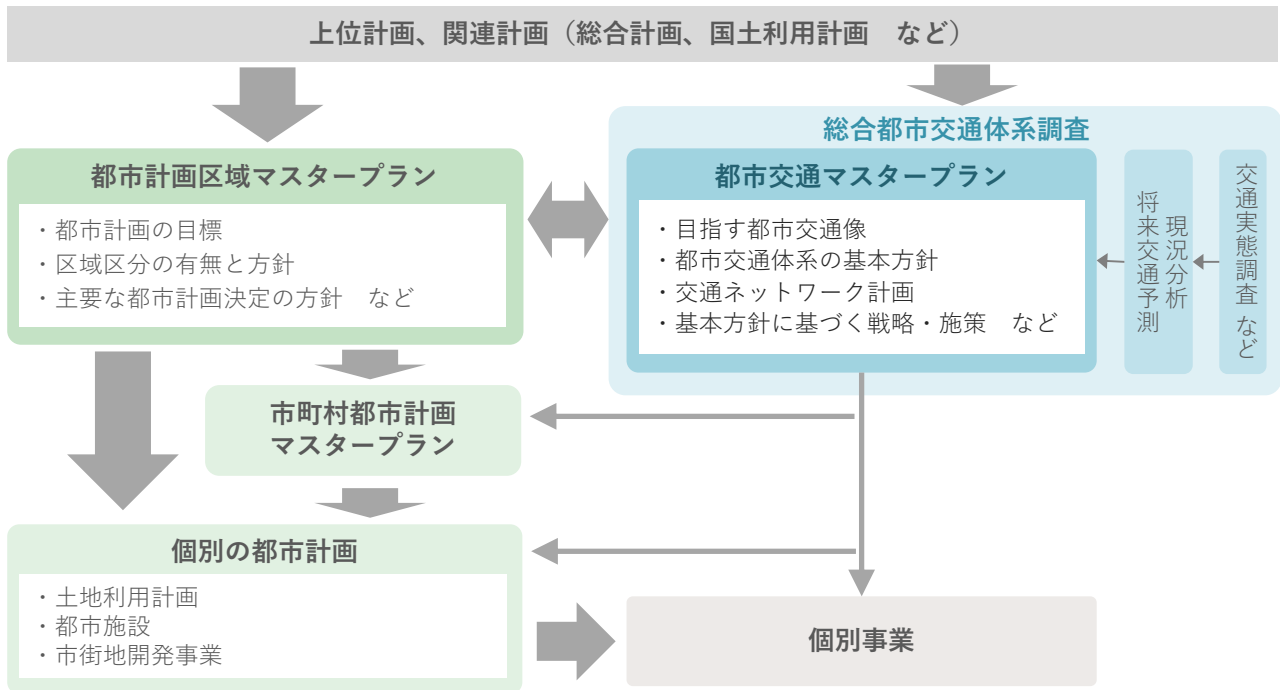 上位計画、関連計画（総合計画、国土利用計画　など）
都市計画区域マスタープラン
・都市計画の目標
・区域区分の有無と方針
・主要な都市計画決定の方針　など
総合都市交通体系調査
都市交通マスタープラン
・目指す都市交通像
・都市交通体系の基本方針
・交通ネットワーク計画
・基本方針に基づく戦略・施策　など
現況分析
将来交通予測
交通実態調査 など
市町村都市計画
マスタープラン
個別の都市計画
・土地利用計画
・都市施設
・市街地開発事業
個別事業